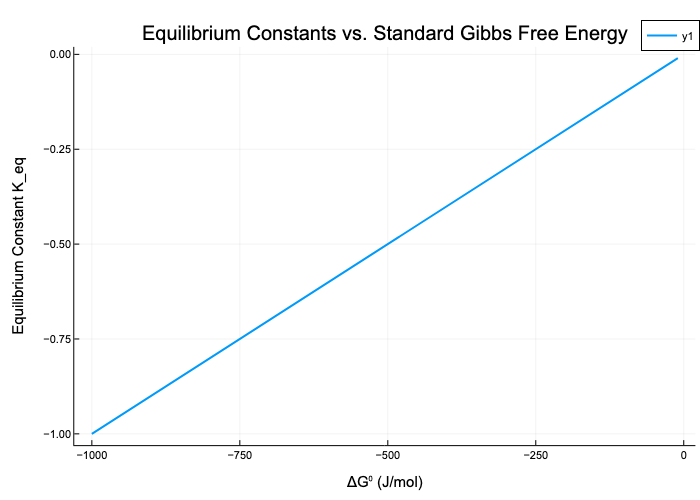 Equilibrium Constants vs. Standard Gibbs Free Energy
y1
0.00
−0.25
−0.50
−0.75
−1.00
Equilibrium Constant K_eq
−1000
−750
−500
−250
0
ΔG⁰ (J/mol)